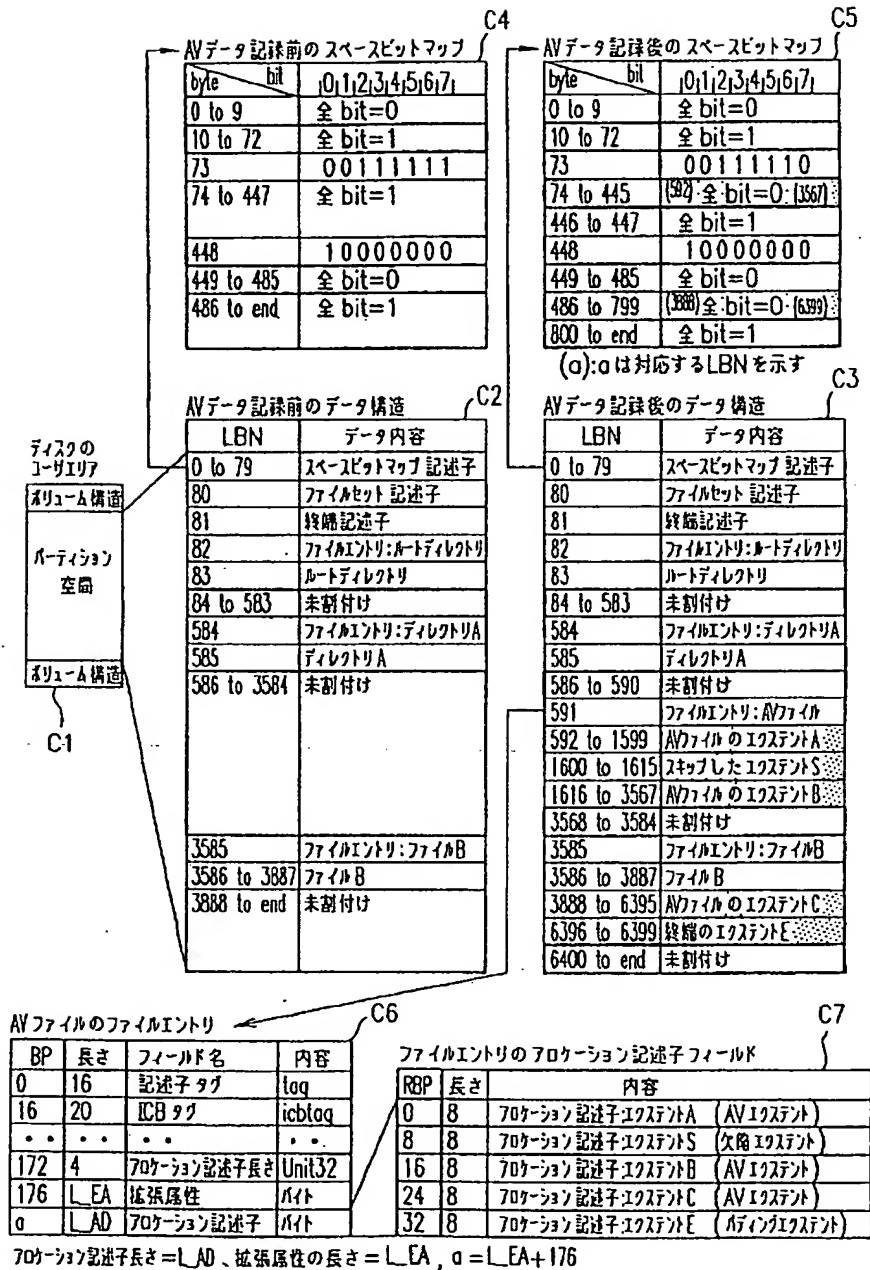 C4
AVデータ記録前のスペースビットマップ
byte bit 0 1 2 3 4 5 6 7
0 to 9 全 bit=0
10 to 72 全 bit=1
73 0 0 1 1 1 1 1 1
74 to 447 全 bit=1
448 1 0 0 0 0 0 0 0
449 to 485 全 bit=0
486 to end 全 bit=1
C5
AVデータ記録後のスペースビットマップ
byte bit 0 1 2 3 4 5 6 7
0 to 9 全 bit=0
10 to 72 全 bit=1
73 0 0 1 1 1 1 1 0
74 to 445 (592) 全 bit=0 (3567)
446 to 447 全 bit=1
448 1 0 0 0 0 0 0 0
449 to 485 全 bit=0
486 to 799 (3888) 全 bit=0 (6399)
800 to end 全 bit=1
(a):aは対応するLBNを示す
ディスクの
ユーザエリア
ボリューム構造
パーティション
空間
ボリューム構造
C1
AVデータ記録前のデータ構造
C2
LBN データ内容
0 to 79 スペースビットマップ記述子
80 ファイルセット記述子
81 終端記述子
82 ファイルエントリ:ルートディレクトリ
83 ルートディレクトリ
84 to 583 未割付け
584 ファイルエントリ:ディレクトリA
585 ディレクトリA
586 to 3584 未割付け
3585 ファイルエントリ:ファイルB
3586 to 3887 ファイルB
3888 to end 未割付け
AVデータ記録後のデータ構造
C3
LBN データ内容
0 to 79 スペースビットマップ記述子
80 ファイルセット記述子
81 終端記述子
82 ファイルエントリ:ルートディレクトリ
83 ルートディレクトリ
84 to 583 未割付け
584 ファイルエントリ:ディレクトリA
585 ディレクトリA
586 to 590 未割付け
591 ファイルエントリ:AVファイル
592 to 1599 AVファイルのエクステントA
1600 to 1615 スキップしたエクステントS
1616 to 3567 AVファイルのエクステントB
3568 to 3584 未割付け
3585 ファイルエントリ:ファイルB
3586 to 3887 ファイルB
3888 to 6395 AVファイルのエクステントC
6396 to 6399 終端のエクステントE
6400 to end 未割付け
AVファイルのファイルエントリ
C6
BP 長さ フィールド名 内容
0 16 記述子タグ tag
16 20 ICBタグ icbtag
・・ ・・ ・・ ・・
172 4 アロケーション記述子長さ Unit32
176 L_EA 拡張属性 バイト
a L_AD アロケーション記述子 バイト
アロケーション記述子長さ=L_AD、拡張属性の長さ=L_EA, a=L_EA+176
ファイルエントリのアロケーション記述子フィールド
C7
RBP 長さ 内容
0 8 アロケーション記述子:エクステントA (AVエクステント)
8 8 アロケーション記述子:エクステントS (欠陥エクステント)
16 8 アロケーション記述子:エクステントB (AVエクステント)
24 8 アロケーション記述子:エクステントC (AVエクステント)
32 8 アロケーション記述子:エクステントE (パディングエクステント)